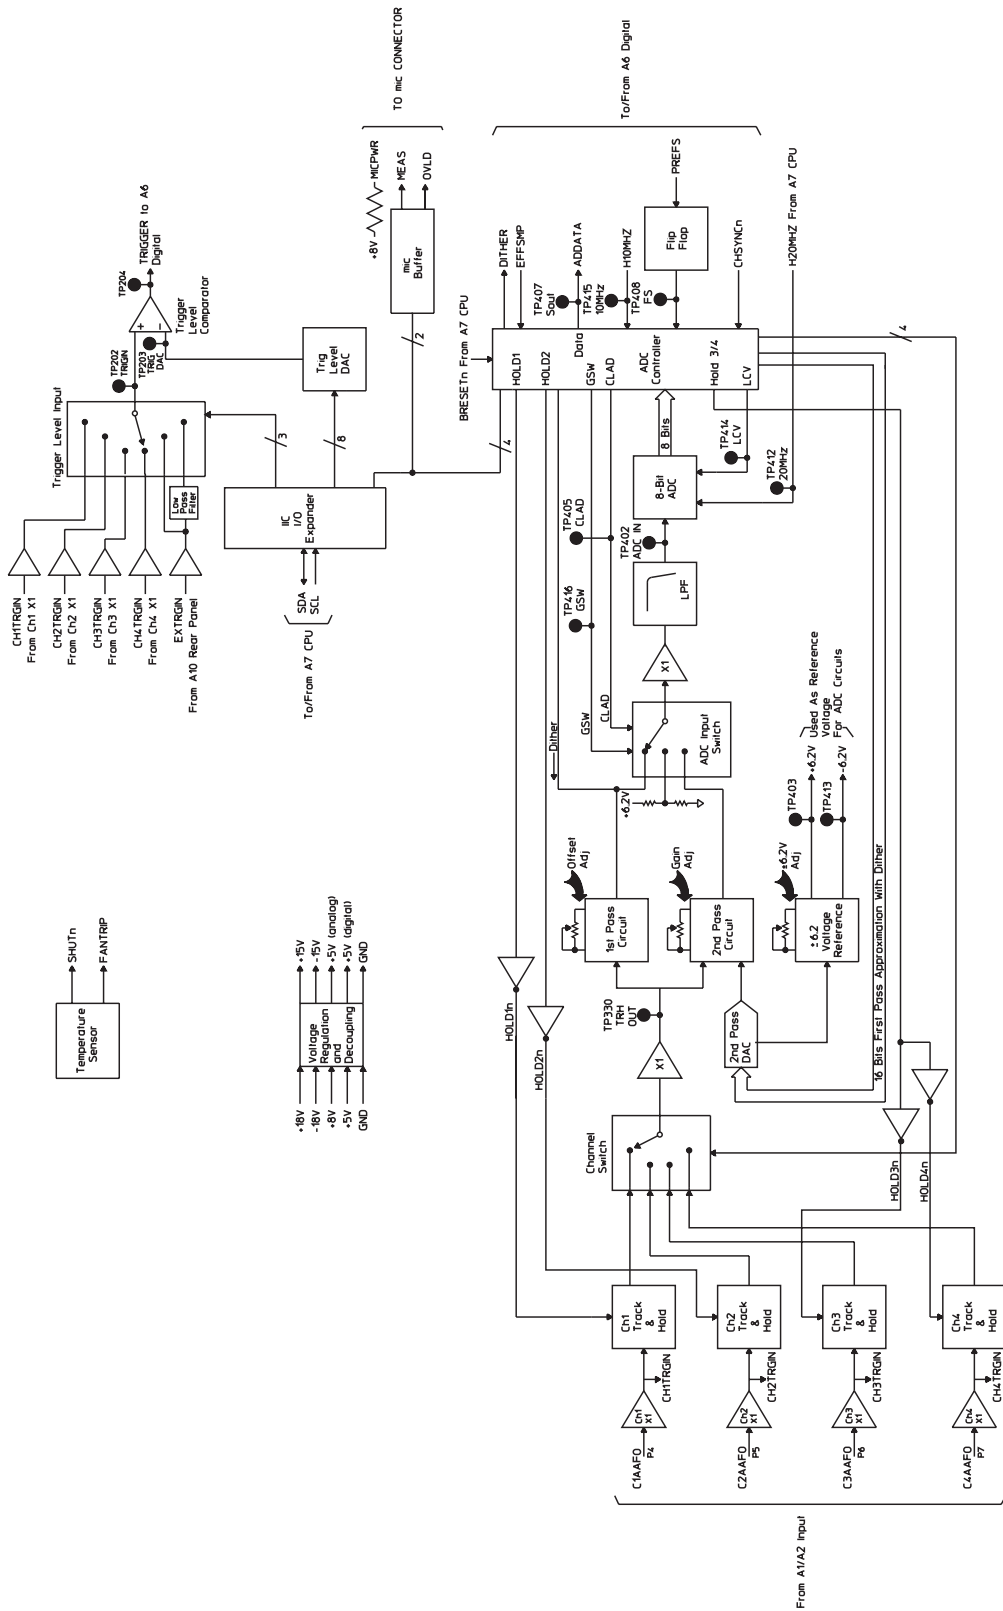 CH1TRGIN
From Ch1 X1
CH2TRGIN
From Ch2 X1
CH3TRGIN
From Ch3 X1
CH4TRGIN
From Ch4 X1
EXTRGIN
From A10 Rear Panel
Low
Pass
Filter
Trigger Level Input
TP202
TRIGIN
TP203
TRIG
DAC
+
-
Trigger
Level
Comparator
TP204
TRIGGER to A6
Digital
SDA
SCL
To/From A7 CPU
IIC
I/O
Expander
3
8
Trig
Level
DAC
mic
Buffer
2
+8V
MICPWR
MEAS
OVLD
TO mic CONNECTOR
Temperature
Sensor
SHUTn
FANTRIP
+18V
-18V
+8V
+5V
GND
Voltage
Regulation
and
Decoupling
+15V
-15V
+5V (analog)
+5V (digital)
GND
BRESETn From A7 CPU
4
HOLD1
HOLD2
Data
GSW
CLAD
ADC
Controller
Hold 3/4
LCV
DITHER
EFFSMP
TP407
Sout
ADDATA
TP415
10MHz
H10MHZ
TP408
FS
Flip
Flop
PREFS
CHSYNCn
H20MHZ From A7 CPU
To/From A6 Digital
4
HOLD1n
HOLD2n
Dither
GSW
CLAD
TP416
GSW
TP405
CLAD
TP402
ADC IN
8-Bit
ADC
8 Bits
TP414
LCV
TP412
20MHz
LPF
X1
ADC Input
Switch
+6.2V
Offset
Adj
1st Pass
Circuit
Gain
Adj
2nd Pass
Circuit
±6.2V
Adj
±6.2
Voltage
Reference
TP403
+6.2V
TP413
-6.2V
Used As Reference
Voltage
For ADC Circuits
TP330
TRH
OUT
X1
2nd Pass
DAC
16 Bits First Pass Approximation With Dither
Channel
Switch
HOLD3n
HOLD4n
Ch1
Track
&
Hold
Ch2
Track
&
Hold
Ch3
Track
&
Hold
Ch4
Track
&
Hold
CH1TRGIN
CH2TRGIN
CH3TRGIN
CH4TRGIN
Ch1
X1
Ch2
X1
Ch3
X1
Ch4
X1
C1AAFO
P4
C2AAFO
P5
C3AAFO
P6
C4AAFO
P7
From A1/A2 Input